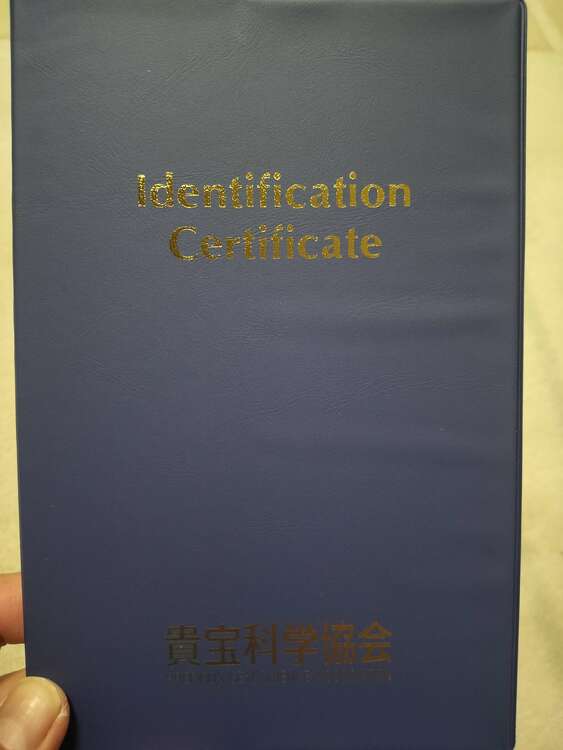 Identification
Certificate
貴宝科学協会